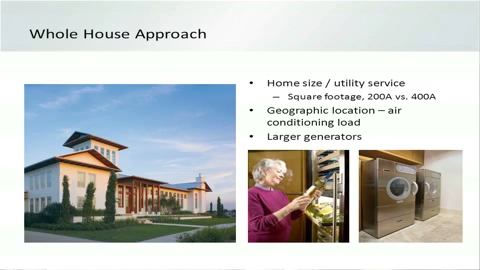 Whole House Approach
• Home size / utility service
– Square footage, 200A vs. 400A
• Geographic location – air
conditioning load
• Larger generators